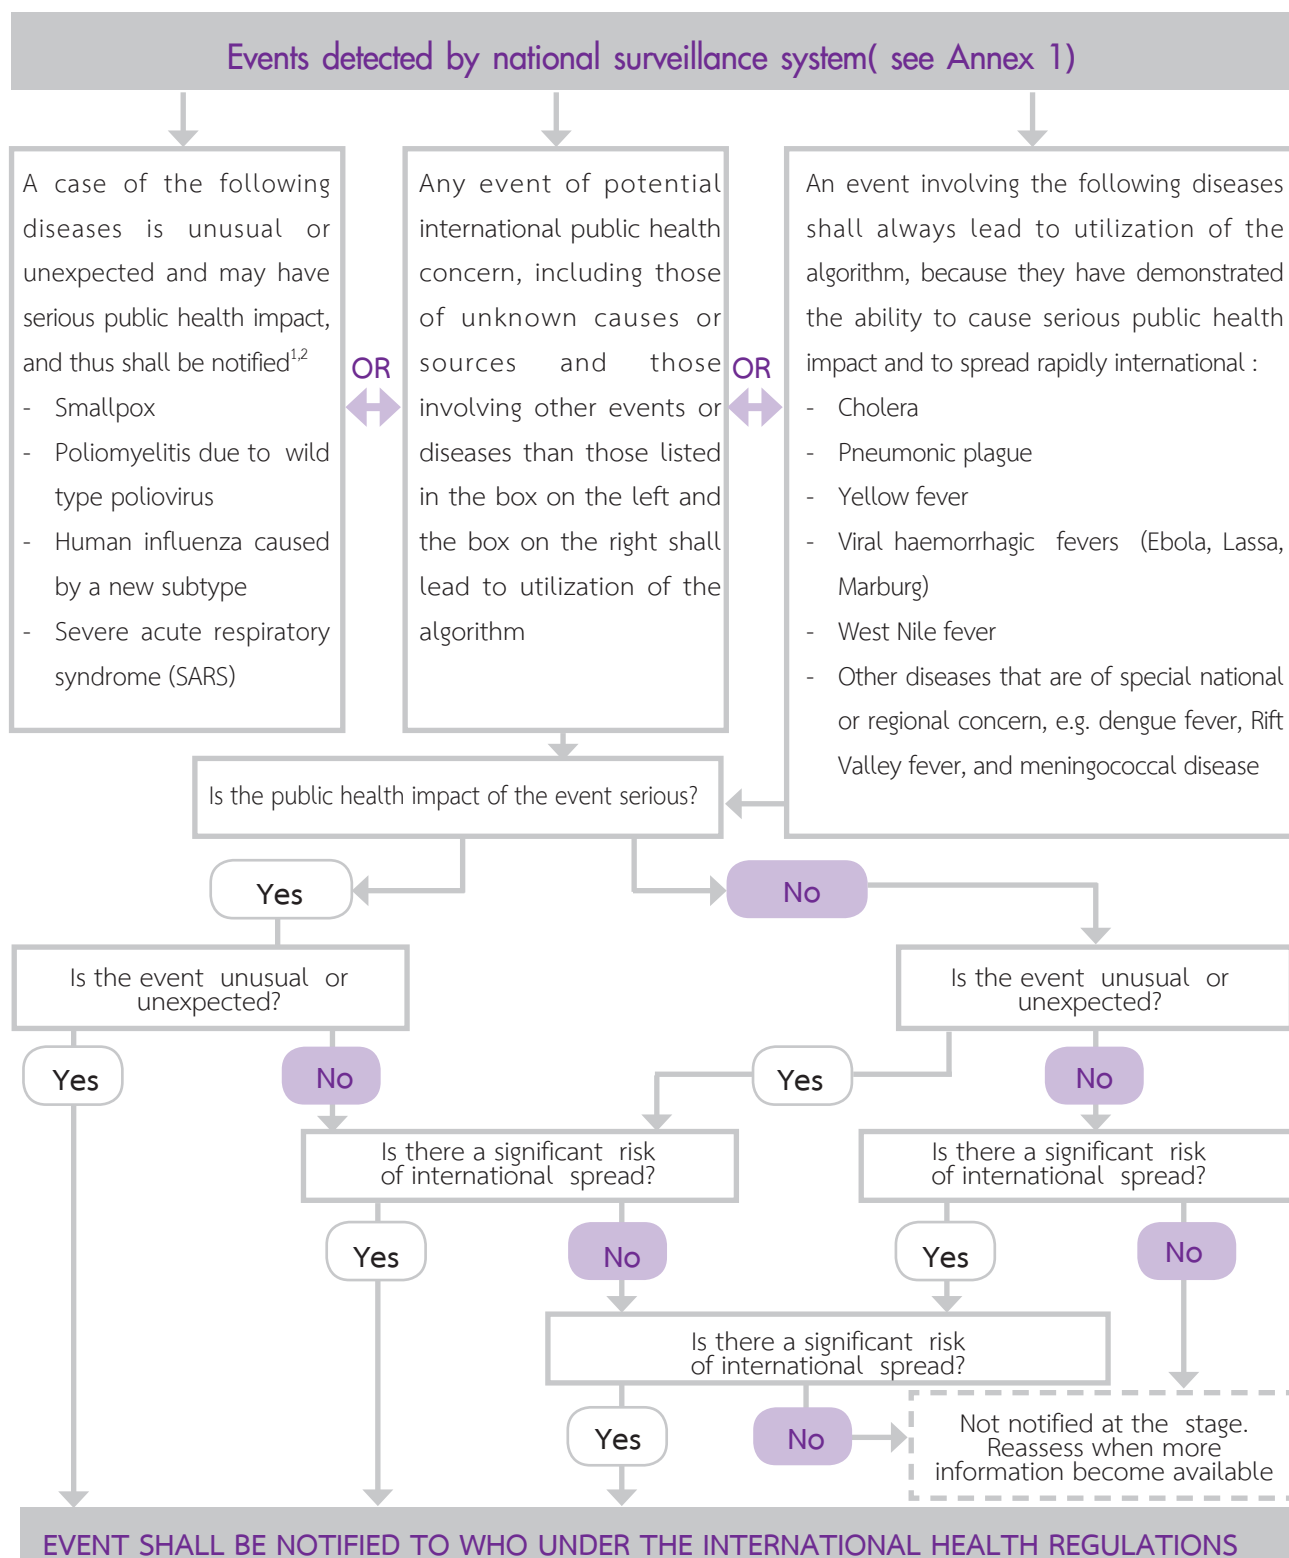 Events detected by national surveillance system( see Annex 1)
A case of the following
diseases is unusual or
unexpected and may have
serious public health impact,
and thus shall be notified1,2
- Smallpox
- Poliomyelitis due to wild
type poliovirus
- Human influenza caused
by a new subtype
- Severe acute respiratory
syndrome (SARS)
OR
Any event of potential
international public health
concern, including those
of unknown causes or
sources and those
involving other events or
diseases than those listed
in the box on the left and
the box on the right shall
lead to utilization of the
algorithm
OR
An event involving the following diseases
shall always lead to utilization of the
algorithm, because they have demonstrated
the ability to cause serious public health
impact and to spread rapidly international :
- Cholera
- Pneumonic plague
- Yellow fever
- Viral haemorrhagic fevers (Ebola, Lassa,
Marburg)
- West Nile fever
- Other diseases that are of special national
or regional concern, e.g. dengue fever, Rift
Valley fever, and meningococcal disease
Is the public health impact of the event serious?
Yes
No
Is the event unusual or
unexpected?
Is the event unusual or
unexpected?
Yes
No
Yes
No
Is there a significant risk
of international spread?
Is there a significant risk
of international spread?
Yes
No
Yes
No
Is there a significant risk
of international spread?
Yes
No
Not notified at the stage.
Reassess when more
information become available
EVENT SHALL BE NOTIFIED TO WHO UNDER THE INTERNATIONAL HEALTH REGULATIONS